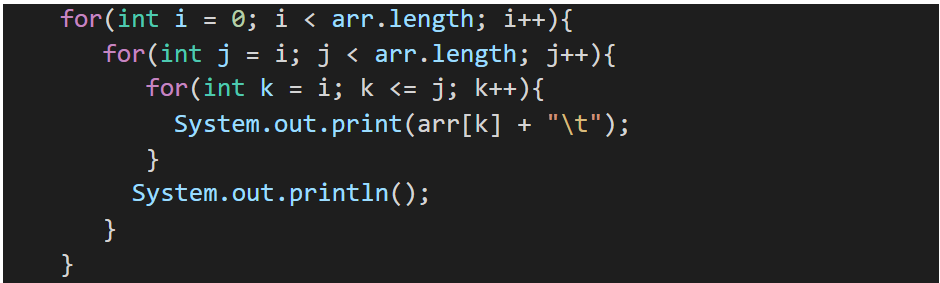 for(int i = 0; i < arr.length; i++){
for(int j = i; j < arr.length; j++){
for(int k = i; k <= j; k++){
System.out.print(arr[k] + "\t");
}
System.out.println();
}
}